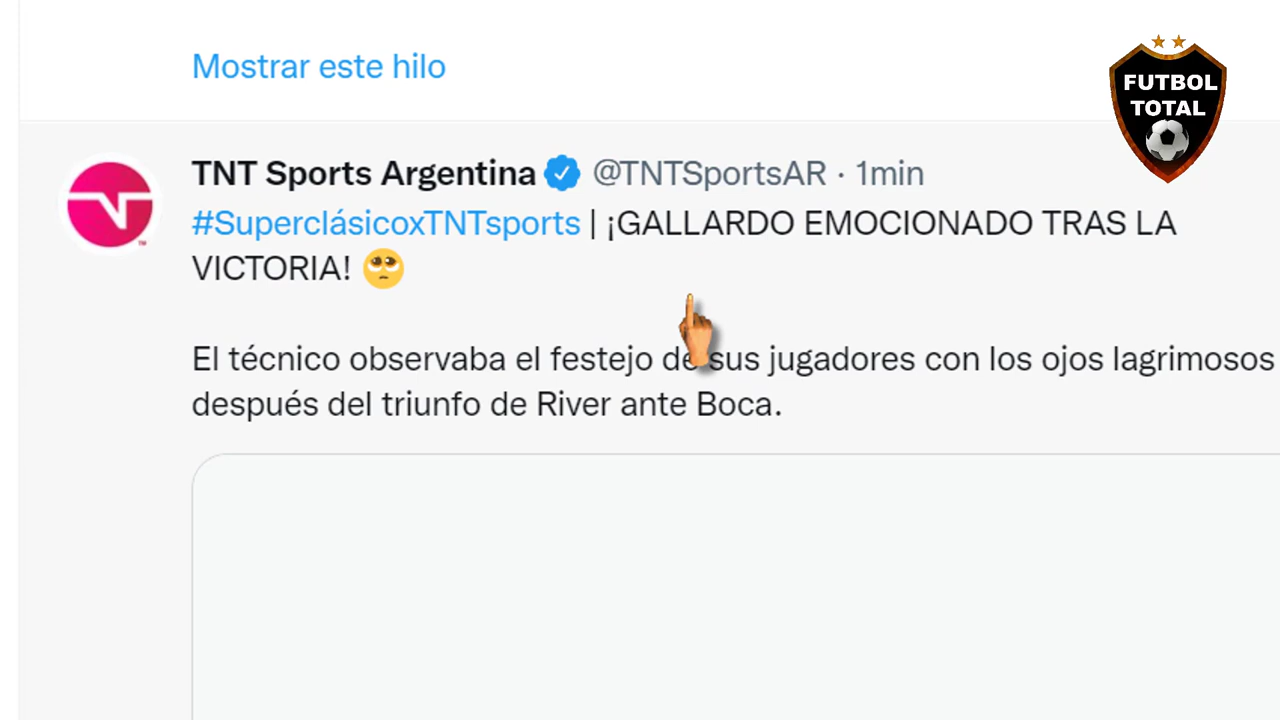 Mostrar este hilo
FUTBOL
TOTAL
TNT Sports Argentina @TNTSportsAR · 1min
#SuperclásicoxTNTsports | ¡GALLARDO EMOCIONADO TRAS LA
VICTORIA! 🥺
El técnico observaba el festejo de sus jugadores con los ojos lagrimosos
después del triunfo de River ante Boca.
TM